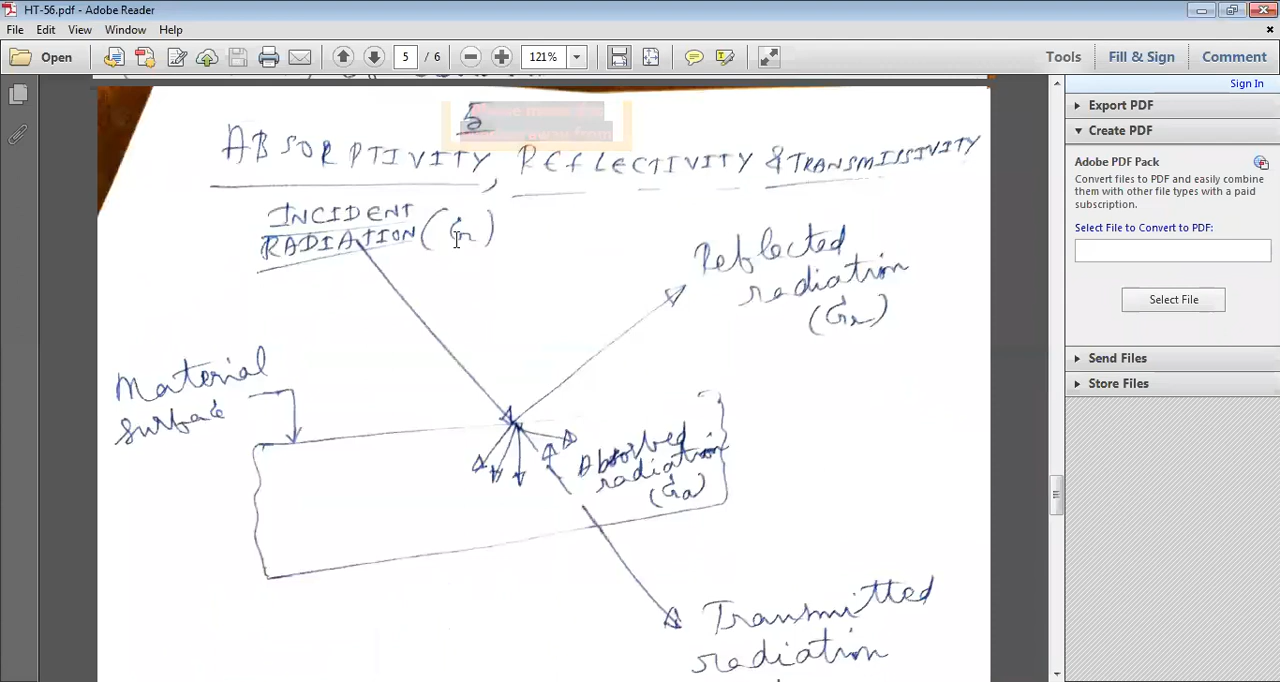 HT-56.pdf - Adobe Reader
File Edit View Window Help
Open 5 / 6 121% Tools Fill & Sign Comment
Sign In
Export PDF
Create PDF
Adobe PDF Pack
Convert files to PDF and easily combine
them with other file types with a paid
subscription.
Select File to Convert to PDF:
Select File
Send Files
Store Files
5
ABSORPTIVITY, REFLECTIVITY & TRANSMISSIVITY
INCIDENT
RADIATION (G)
Reflected
radiation
(Gr)
Material
surface
Absorbed
radiation
(Ga)
Transmitted
radiation